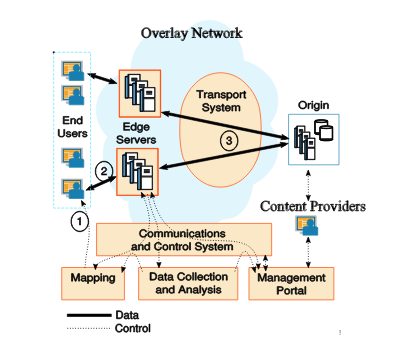 Overlay Network
Transport
System
Origin
End
Users
Edge
Servers
3
2
1
Content Providers
Communications
and Control System
Mapping
Data Collection
and Analysis
Management
Portal
Data
Control